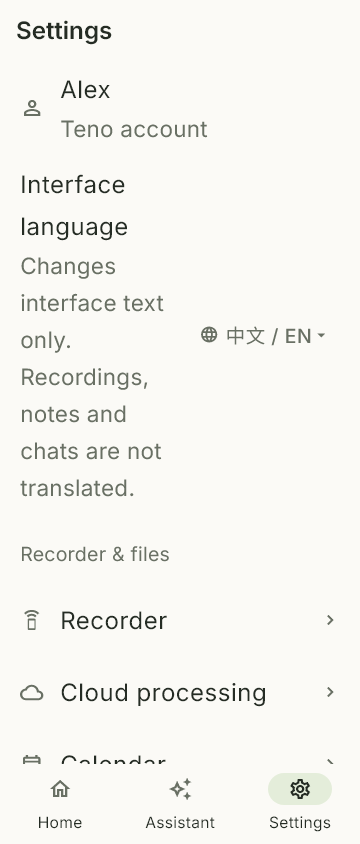 Settings
Alex
Teno account
Interface
language
Changes
interface text
only.
Recordings,
notes and
chats are not
translated.
中文 / EN
Recorder & files
Recorder
Cloud processing
Calendar
Home
Assistant
Settings